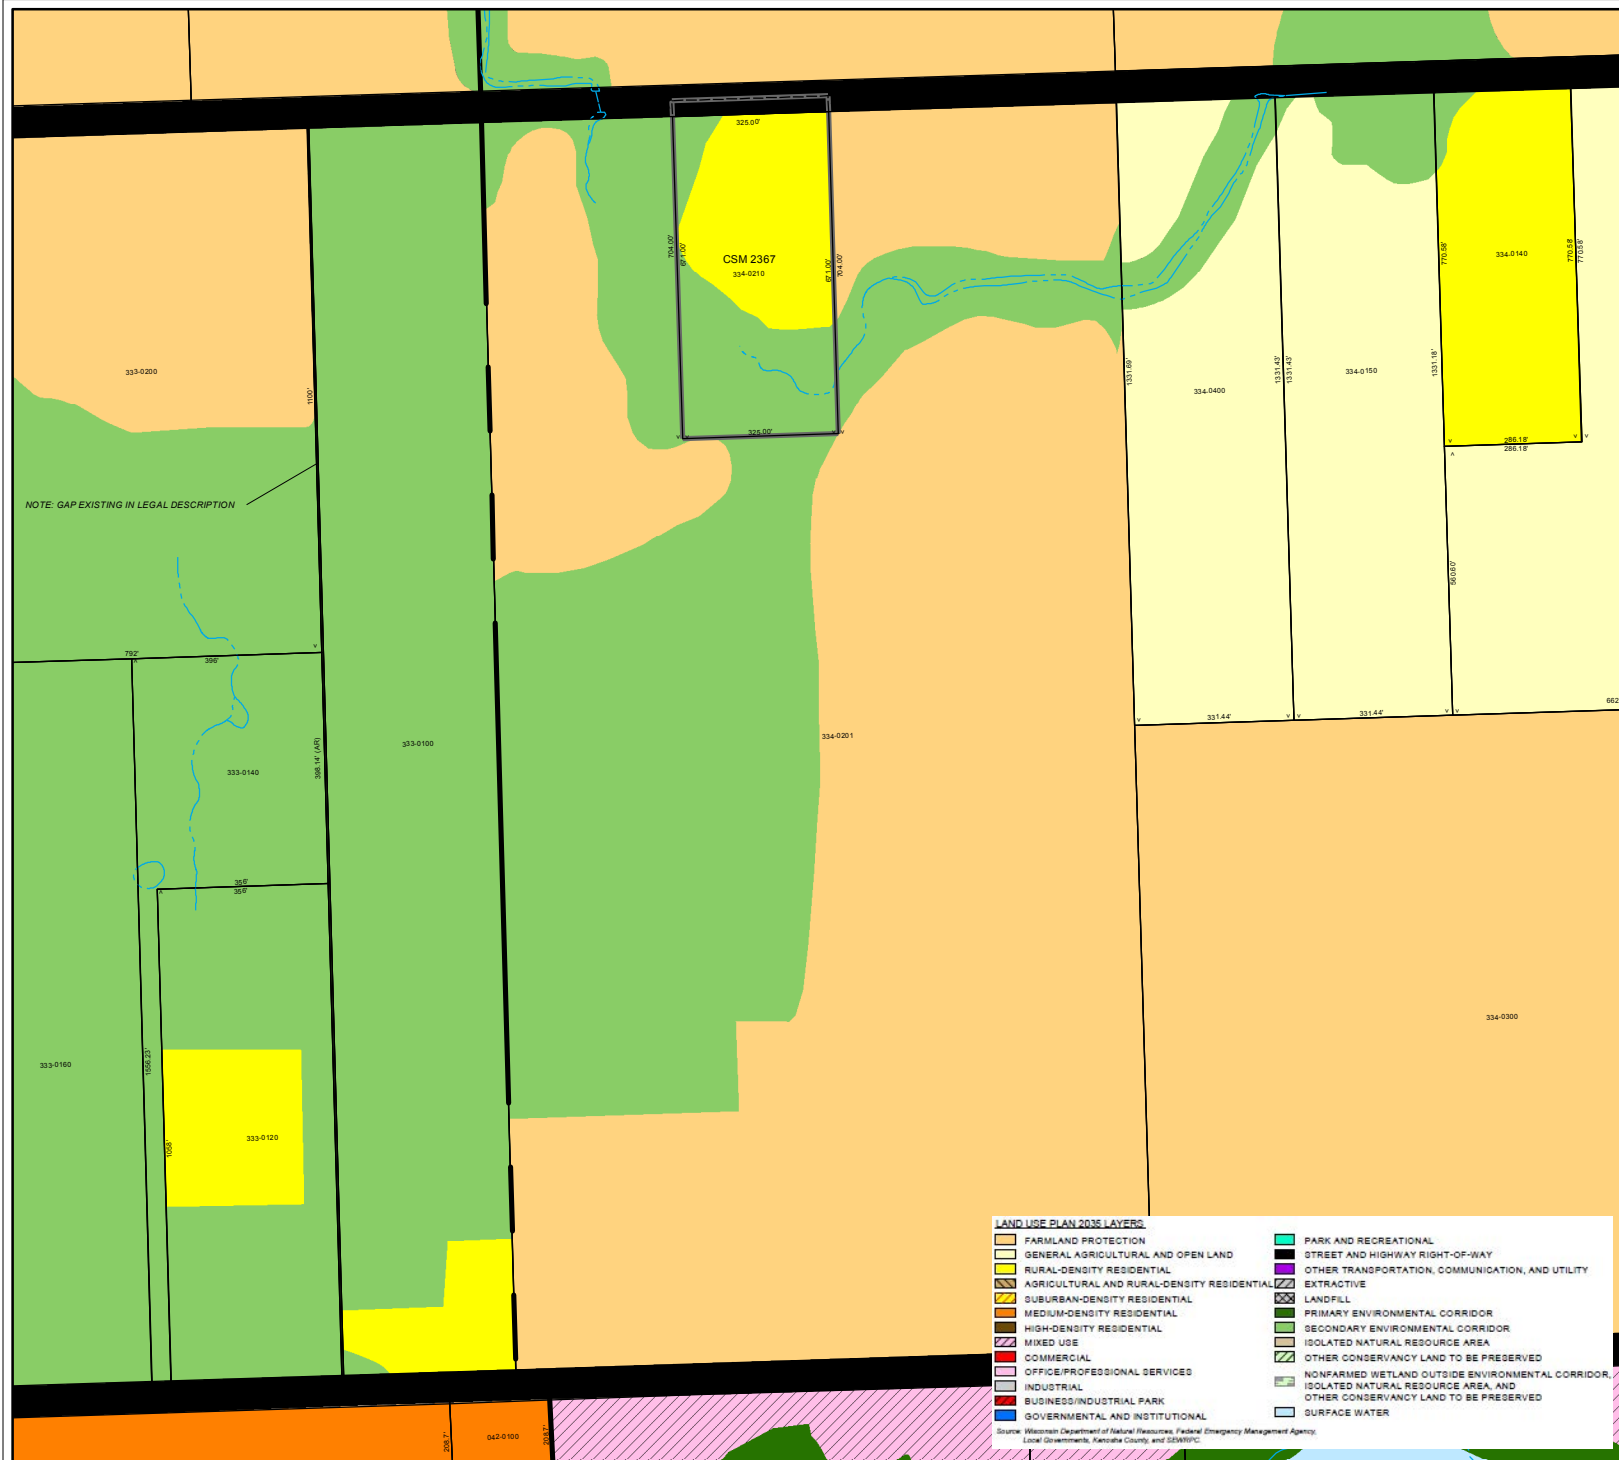 325.00'
CSM 2367
334-0210
704.00'
671.00'
671.00'
704.00'
325.00'
333-0200
1100'
NOTE: GAP EXISTING IN LEGAL DESCRIPTION
792'
396'
333-0140
398.14' (AR)
333-0100
356'
356'
333-0160
1556.23'
1058'
333-0120
334-0201
1331.69'
334-0400
1331.43'
1331.43'
334-0150
1331.18'
770.58'
334-0140
770.58'
770.58'
286.18'
286.18'
560.60'
331.44'
331.44'
662
334-0300
208.7'
042-0100
208.7'
LAND USE PLAN 2035 LAYERS
FARMLAND PROTECTION
GENERAL AGRICULTURAL AND OPEN LAND
RURAL-DENSITY RESIDENTIAL
AGRICULTURAL AND RURAL-DENSITY RESIDENTIAL
SUBURBAN-DENSITY RESIDENTIAL
MEDIUM-DENSITY RESIDENTIAL
HIGH-DENSITY RESIDENTIAL
MIXED USE
COMMERCIAL
OFFICE/PROFESSIONAL SERVICES
INDUSTRIAL
BUSINESS/INDUSTRIAL PARK
GOVERNMENTAL AND INSTITUTIONAL
PARK AND RECREATIONAL
STREET AND HIGHWAY RIGHT-OF-WAY
OTHER TRANSPORTATION, COMMUNICATION, AND UTILITY
EXTRACTIVE
LANDFILL
PRIMARY ENVIRONMENTAL CORRIDOR
SECONDARY ENVIRONMENTAL CORRIDOR
ISOLATED NATURAL RESOURCE AREA
OTHER CONSERVANCY LAND TO BE PRESERVED
NONFARMED WETLAND OUTSIDE ENVIRONMENTAL CORRIDOR,
ISOLATED NATURAL RESOURCE AREA, AND
OTHER CONSERVANCY LAND TO BE PRESERVED
SURFACE WATER
Source: Wisconsin Department of Natural Resources, Federal Emergency Management Agency,
Local Governments, Kenosha County, and SEWRPC.